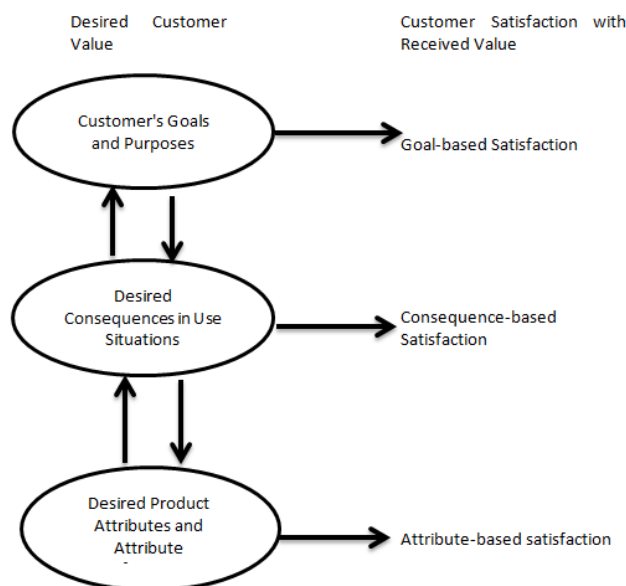 Desired Customer
Value
Customer Satisfaction with
Received Value
Customer's Goals
and Purposes
Goal-based Satisfaction
Desired
Consequences in Use
Situations
Consequence-based
Satisfaction
Desired Product
Attributes and
Attribute
Attribute-based satisfaction